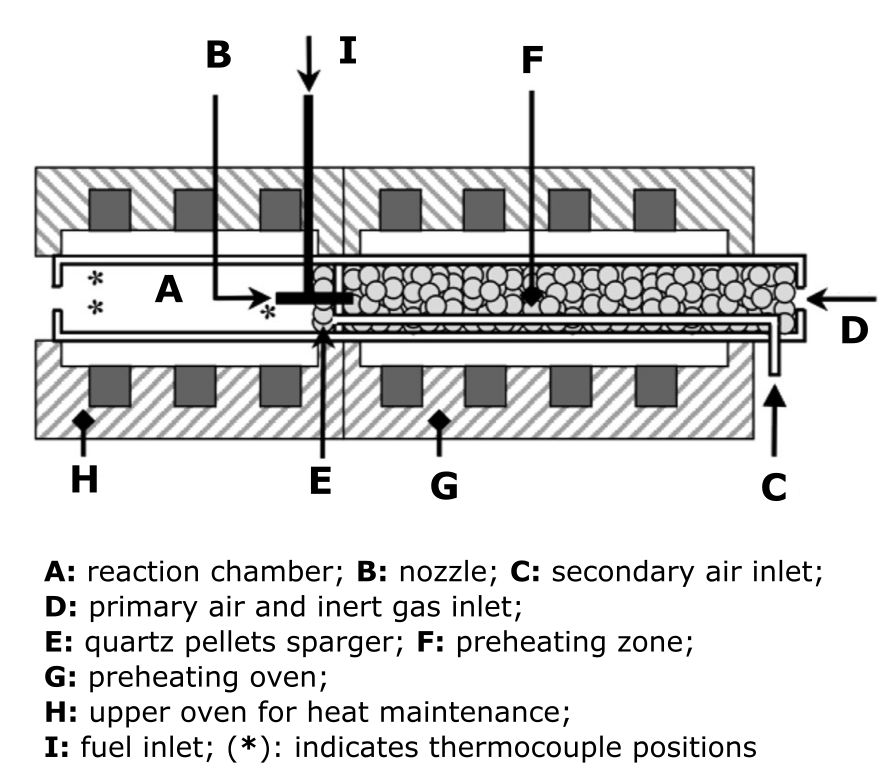 B
I
F
*
*
A
*
D
H
E
G
C
A: reaction chamber; B: nozzle; C: secondary air inlet;
D: primary air and inert gas inlet;
E: quartz pellets sparger; F: preheating zone;
G: preheating oven;
H: upper oven for heat maintenance;
I: fuel inlet; (*): indicates thermocouple positions